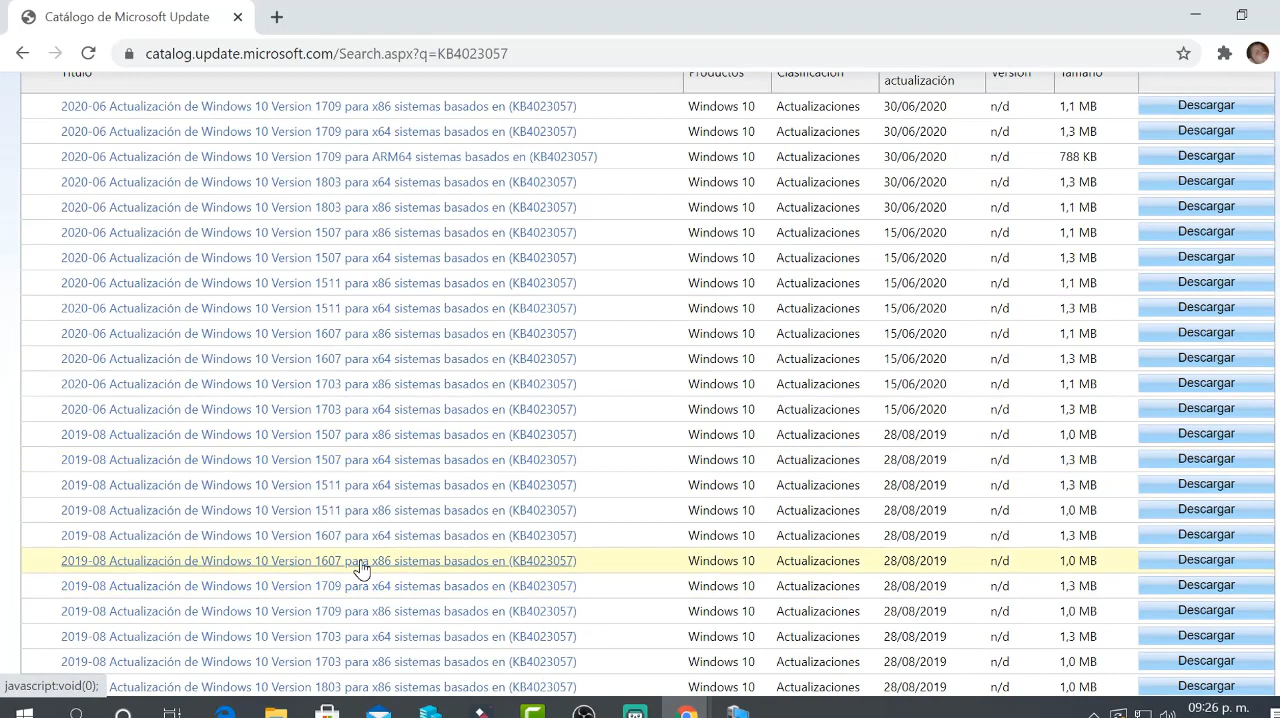 Catálogo de Microsoft Update
catalog.update.microsoft.com/Search.aspx?q=KB4023057
Título Productos Clasificación actualización Versión Tamaño
2020-06 Actualización de Windows 10 Version 1709 para x86 sistemas basados en (KB4023057) Windows 10 Actualizaciones 30/06/2020 n/d 1,1 MB Descargar
2020-06 Actualización de Windows 10 Version 1709 para x64 sistemas basados en (KB4023057) Windows 10 Actualizaciones 30/06/2020 n/d 1,3 MB Descargar
2020-06 Actualización de Windows 10 Version 1709 para ARM64 sistemas basados en (KB4023057) Windows 10 Actualizaciones 30/06/2020 n/d 788 KB Descargar
2020-06 Actualización de Windows 10 Version 1803 para x64 sistemas basados en (KB4023057) Windows 10 Actualizaciones 30/06/2020 n/d 1,3 MB Descargar
2020-06 Actualización de Windows 10 Version 1803 para x86 sistemas basados en (KB4023057) Windows 10 Actualizaciones 30/06/2020 n/d 1,1 MB Descargar
2020-06 Actualización de Windows 10 Version 1507 para x86 sistemas basados en (KB4023057) Windows 10 Actualizaciones 15/06/2020 n/d 1,1 MB Descargar
2020-06 Actualización de Windows 10 Version 1507 para x64 sistemas basados en (KB4023057) Windows 10 Actualizaciones 15/06/2020 n/d 1,3 MB Descargar
2020-06 Actualización de Windows 10 Version 1511 para x86 sistemas basados en (KB4023057) Windows 10 Actualizaciones 15/06/2020 n/d 1,1 MB Descargar
2020-06 Actualización de Windows 10 Version 1511 para x64 sistemas basados en (KB4023057) Windows 10 Actualizaciones 15/06/2020 n/d 1,3 MB Descargar
2020-06 Actualización de Windows 10 Version 1607 para x86 sistemas basados en (KB4023057) Windows 10 Actualizaciones 15/06/2020 n/d 1,1 MB Descargar
2020-06 Actualización de Windows 10 Version 1607 para x64 sistemas basados en (KB4023057) Windows 10 Actualizaciones 15/06/2020 n/d 1,3 MB Descargar
2020-06 Actualización de Windows 10 Version 1703 para x86 sistemas basados en (KB4023057) Windows 10 Actualizaciones 15/06/2020 n/d 1,1 MB Descargar
2020-06 Actualización de Windows 10 Version 1703 para x64 sistemas basados en (KB4023057) Windows 10 Actualizaciones 15/06/2020 n/d 1,3 MB Descargar
2019-08 Actualización de Windows 10 Version 1507 para x86 sistemas basados en (KB4023057) Windows 10 Actualizaciones 28/08/2019 n/d 1,0 MB Descargar
2019-08 Actualización de Windows 10 Version 1507 para x64 sistemas basados en (KB4023057) Windows 10 Actualizaciones 28/08/2019 n/d 1,3 MB Descargar
2019-08 Actualización de Windows 10 Version 1511 para x64 sistemas basados en (KB4023057) Windows 10 Actualizaciones 28/08/2019 n/d 1,3 MB Descargar
2019-08 Actualización de Windows 10 Version 1511 para x86 sistemas basados en (KB4023057) Windows 10 Actualizaciones 28/08/2019 n/d 1,0 MB Descargar
2019-08 Actualización de Windows 10 Version 1607 para x64 sistemas basados en (KB4023057) Windows 10 Actualizaciones 28/08/2019 n/d 1,3 MB Descargar
2019-08 Actualización de Windows 10 Version 1607 para x86 sistemas basados en (KB4023057) Windows 10 Actualizaciones 28/08/2019 n/d 1,0 MB Descargar
2019-08 Actualización de Windows 10 Version 1709 para x64 sistemas basados en (KB4023057) Windows 10 Actualizaciones 28/08/2019 n/d 1,3 MB Descargar
2019-08 Actualización de Windows 10 Version 1709 para x86 sistemas basados en (KB4023057) Windows 10 Actualizaciones 28/08/2019 n/d 1,0 MB Descargar
2019-08 Actualización de Windows 10 Version 1703 para x64 sistemas basados en (KB4023057) Windows 10 Actualizaciones 28/08/2019 n/d 1,3 MB Descargar
2019-08 Actualización de Windows 10 Version 1703 para x86 sistemas basados en (KB4023057) Windows 10 Actualizaciones 28/08/2019 n/d 1,0 MB Descargar
javascript:void(0); Actualización de Windows 10 Version 1803 para x86 sistemas basados en (KB4023057) Windows 10 Actualizaciones 28/08/2019 n/d 1,0 MB Descargar
09:26 p. m.